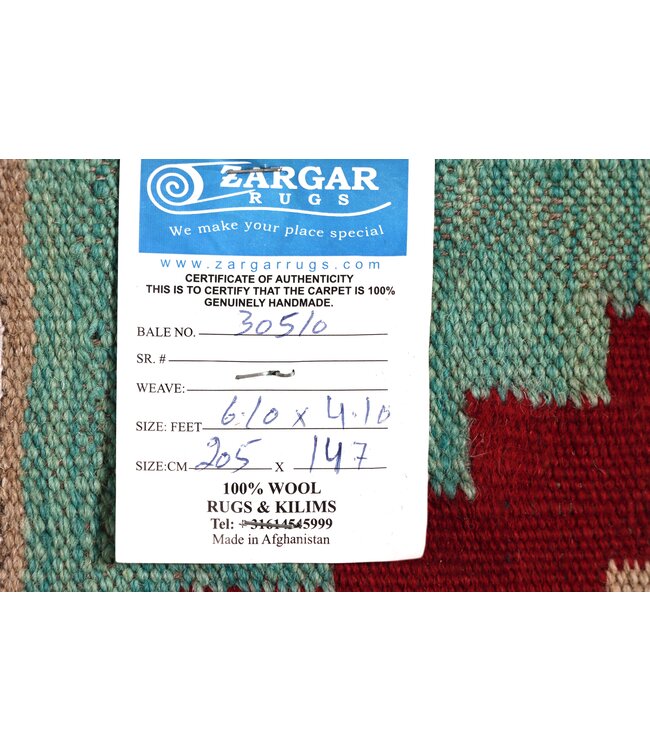 ZARGAR
RUGS
We make your place special
www.zargarrugs.com
CERTIFICATE OF AUTHENTICITY
THIS IS TO CERTIFY THAT THE CARPET IS 100%
GENUINELY HANDMADE.
BALE NO. 30510
SR. #
WEAVE:
SIZE: FEET 6.10 x 4.10
SIZE:CM 205 X 147
100% WOOL
RUGS & KILIMS
Tel: +31614545999
Made in Afghanistan